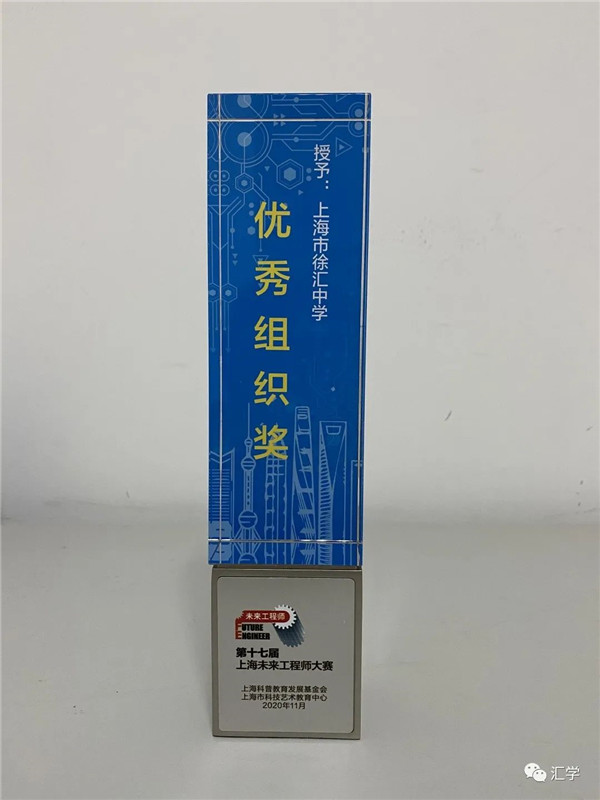 授予：上海市徐汇中学
优秀组织奖
未来工程师
FUTURE
ENGINEER
第十七届
上海未来工程师大赛
上海科普教育发展基金会
上海市科技艺术教育中心
2020年11月
汇学